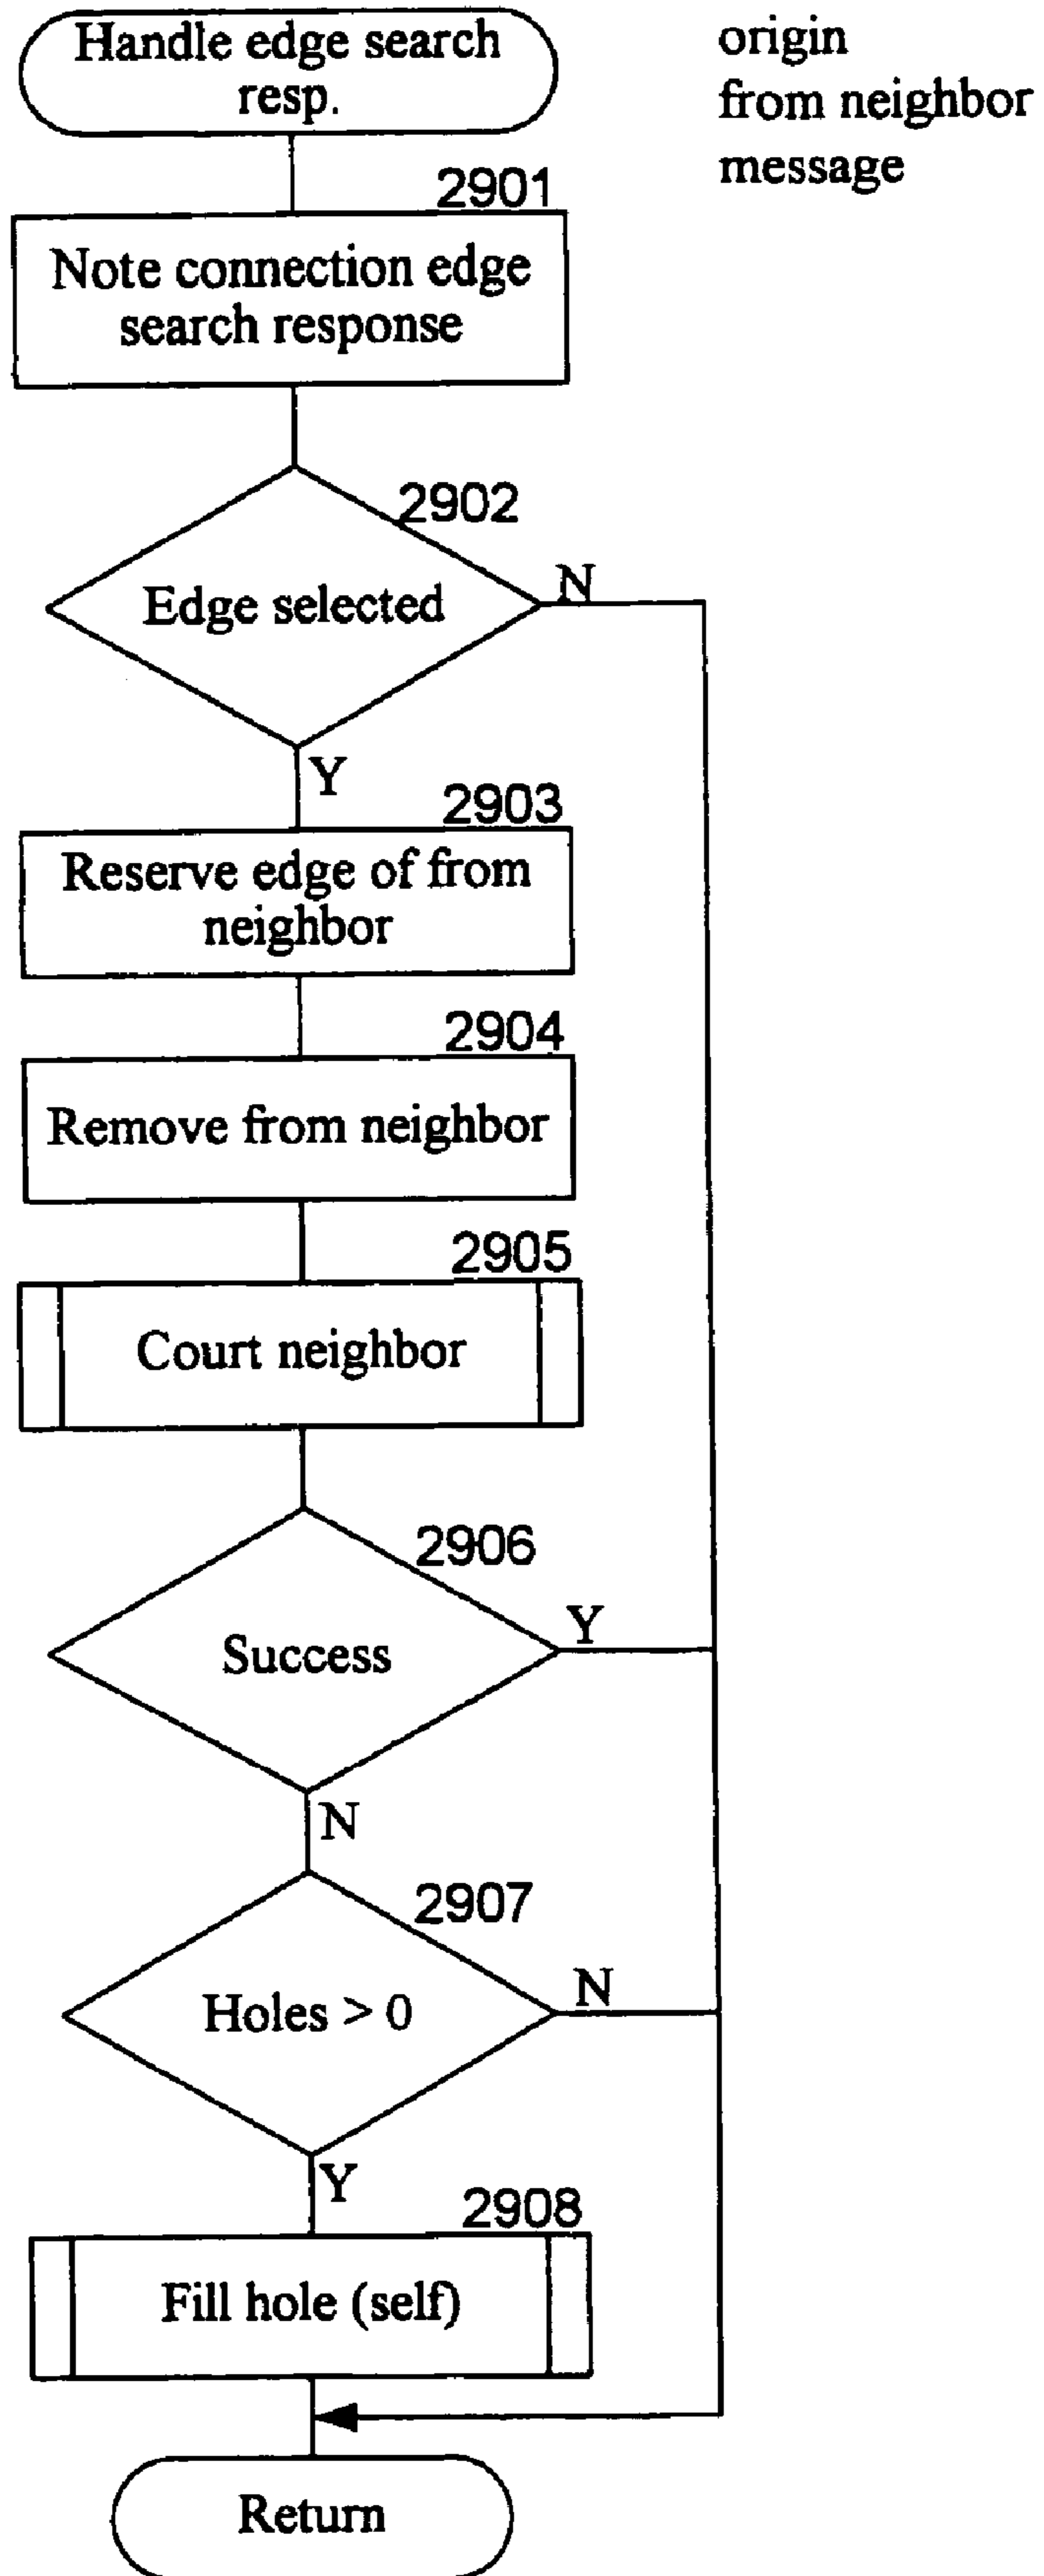 Handle edge search
resp.
origin
from neighbor
message
2901
Note connection edge
search response
2902
Edge selected
N
Y
2903
Reserve edge of from
neighbor
2904
Remove from neighbor
2905
Court neighbor
2906
Success
Y
N
2907
Holes > 0
N
Y
2908
Fill hole (self)
Return